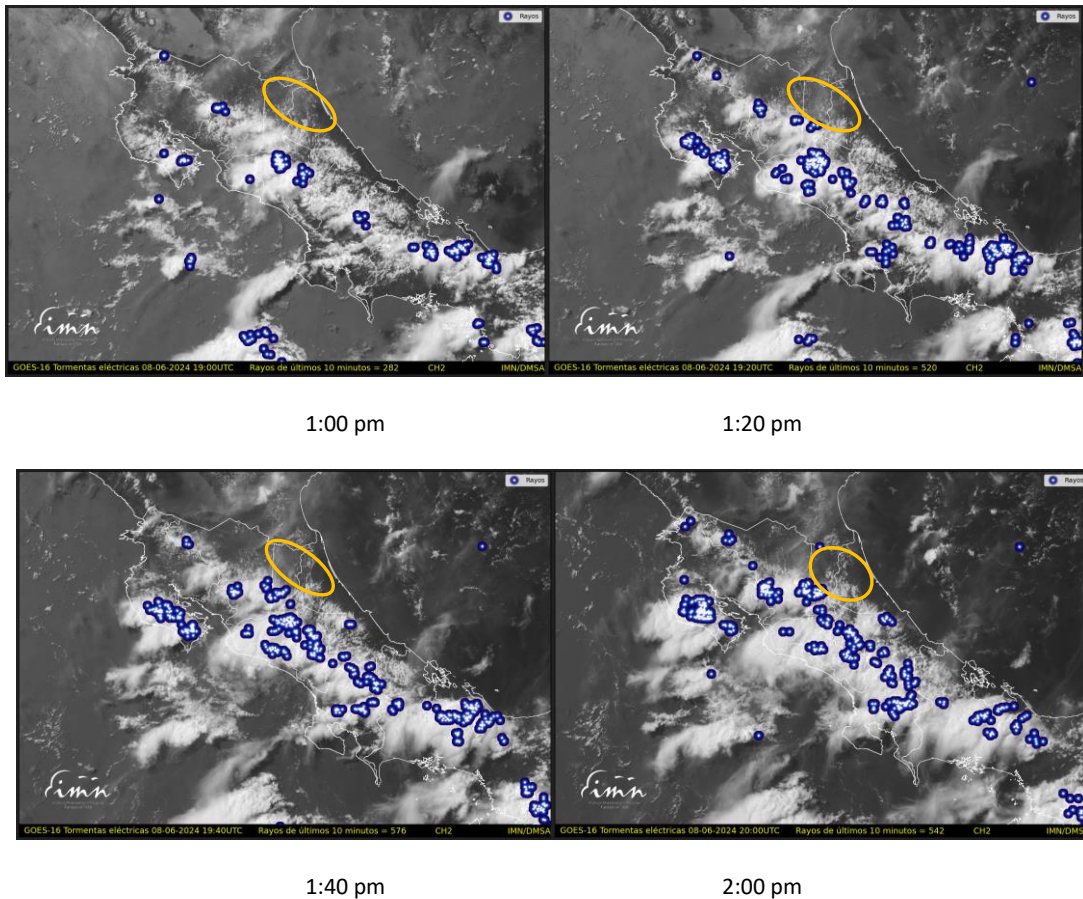 Rayos
Rayos
imn
imn
GOES-16 Tormentas eléctricas 08-06-2024 19:00UTC Rayos de últimos 10 minutos = 282 CH2 IMN/DMSA
GOES-16 Tormentas eléctricas 08-06-2024 19:20UTC Rayos de últimos 10 minutos = 520 CH2 IMN/DMSA
1:00 pm
1:20 pm
Rayos
Rayos
imn
imn
GOES-16 Tormentas eléctricas 08-06-2024 19:40UTC Rayos de últimos 10 minutos = 576 CH2 IMN/DMSA
GOES-16 Tormentas eléctricas 08-06-2024 20:00UTC Rayos de últimos 10 minutos = 542 CH2 IMN/DMSA
1:40 pm
2:00 pm